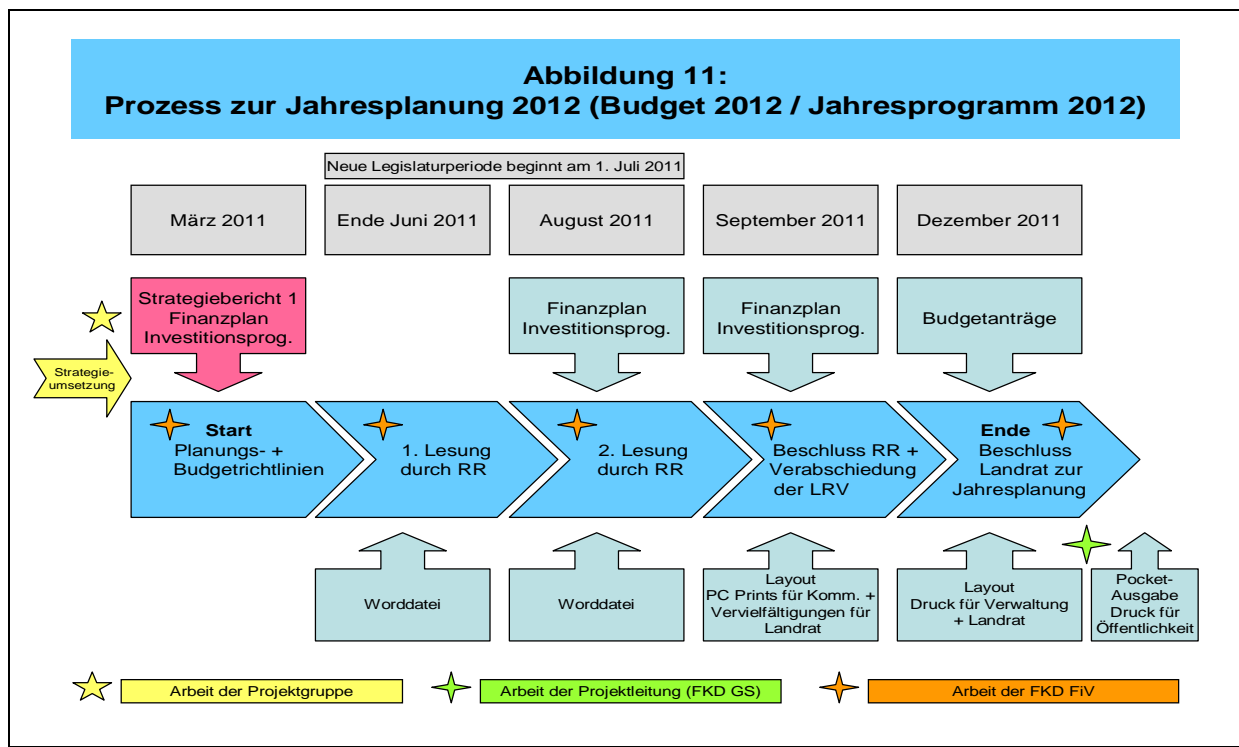 Abbildung 11:
Prozess zur Jahresplanung 2012 (Budget 2012 / Jahresprogramm 2012)
Neue Legislaturperiode beginnt am 1. Juli 2011
März 2011
Ende Juni 2011
August 2011
September 2011
Dezember 2011
Strategiebericht 1
Finanzplan
Investitionsprog.
Finanzplan
Investitionsprog.
Finanzplan
Investitionsprog.
Budgetanträge
Strategie-
umsetzung
Start
Planungs- +
Budgetrichtlinien
1. Lesung
durch RR
2. Lesung
durch RR
Beschluss RR +
Verabschiedung
der LRV
Ende
Beschluss
Landrat zur
Jahresplanung
Worddatei
Worddatei
Layout
PC Prints für Komm. +
Vervielfältigungen für
Landrat
Layout
Druck für Verwaltung
+ Landrat
Pocket-
Ausgabe
Druck für
Öffentlichkeit
Arbeit der Projektgruppe
Arbeit der Projektleitung (FKD GS)
Arbeit der FKD FiV